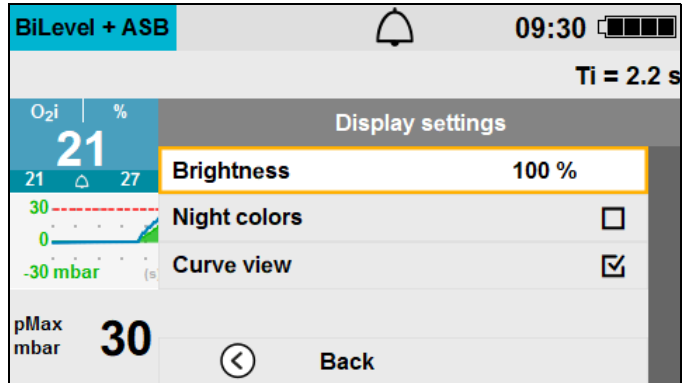 BiLevel + ASB
09:30
Ti = 2.2 s
O₂i %
21
21 27
Display settings
Brightness 100 %
Night colors
Curve view
30
0
-30 mbar (s
pMax
mbar
30
Back